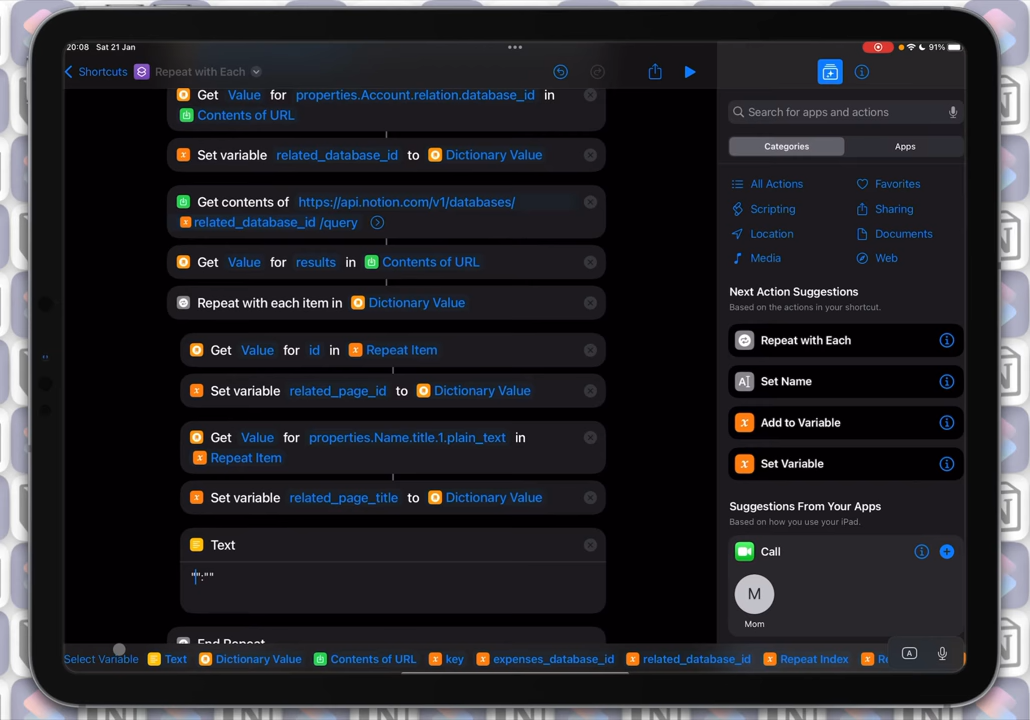 20:08 Sat 21 Jan
91%
Shortcuts Repeat with Each
Get Value for properties.Account.relation.database_id in
Contents of URL
Set variable related_database_id to Dictionary Value
Get contents of https://api.notion.com/v1/databases/
related_database_id /query
Get Value for results in Contents of URL
Repeat with each item in Dictionary Value
Get Value for id in Repeat Item
Set variable related_page_id to Dictionary Value
Get Value for properties.Name.title.1.plain_text in
Repeat Item
Set variable related_page_title to Dictionary Value
Text
"":""
End Repeat
Select Variable Text Dictionary Value Contents of URL key expenses_database_id related_database_id Repeat Index
Search for apps and actions
Categories Apps
All Actions Favorites
Scripting Sharing
Location Documents
Media Web
Next Action Suggestions
Based on the actions in your shortcut.
Repeat with Each
Set Name
Add to Variable
Set Variable
Suggestions From Your Apps
Based on how you use your iPad.
Call
M
Mom
A